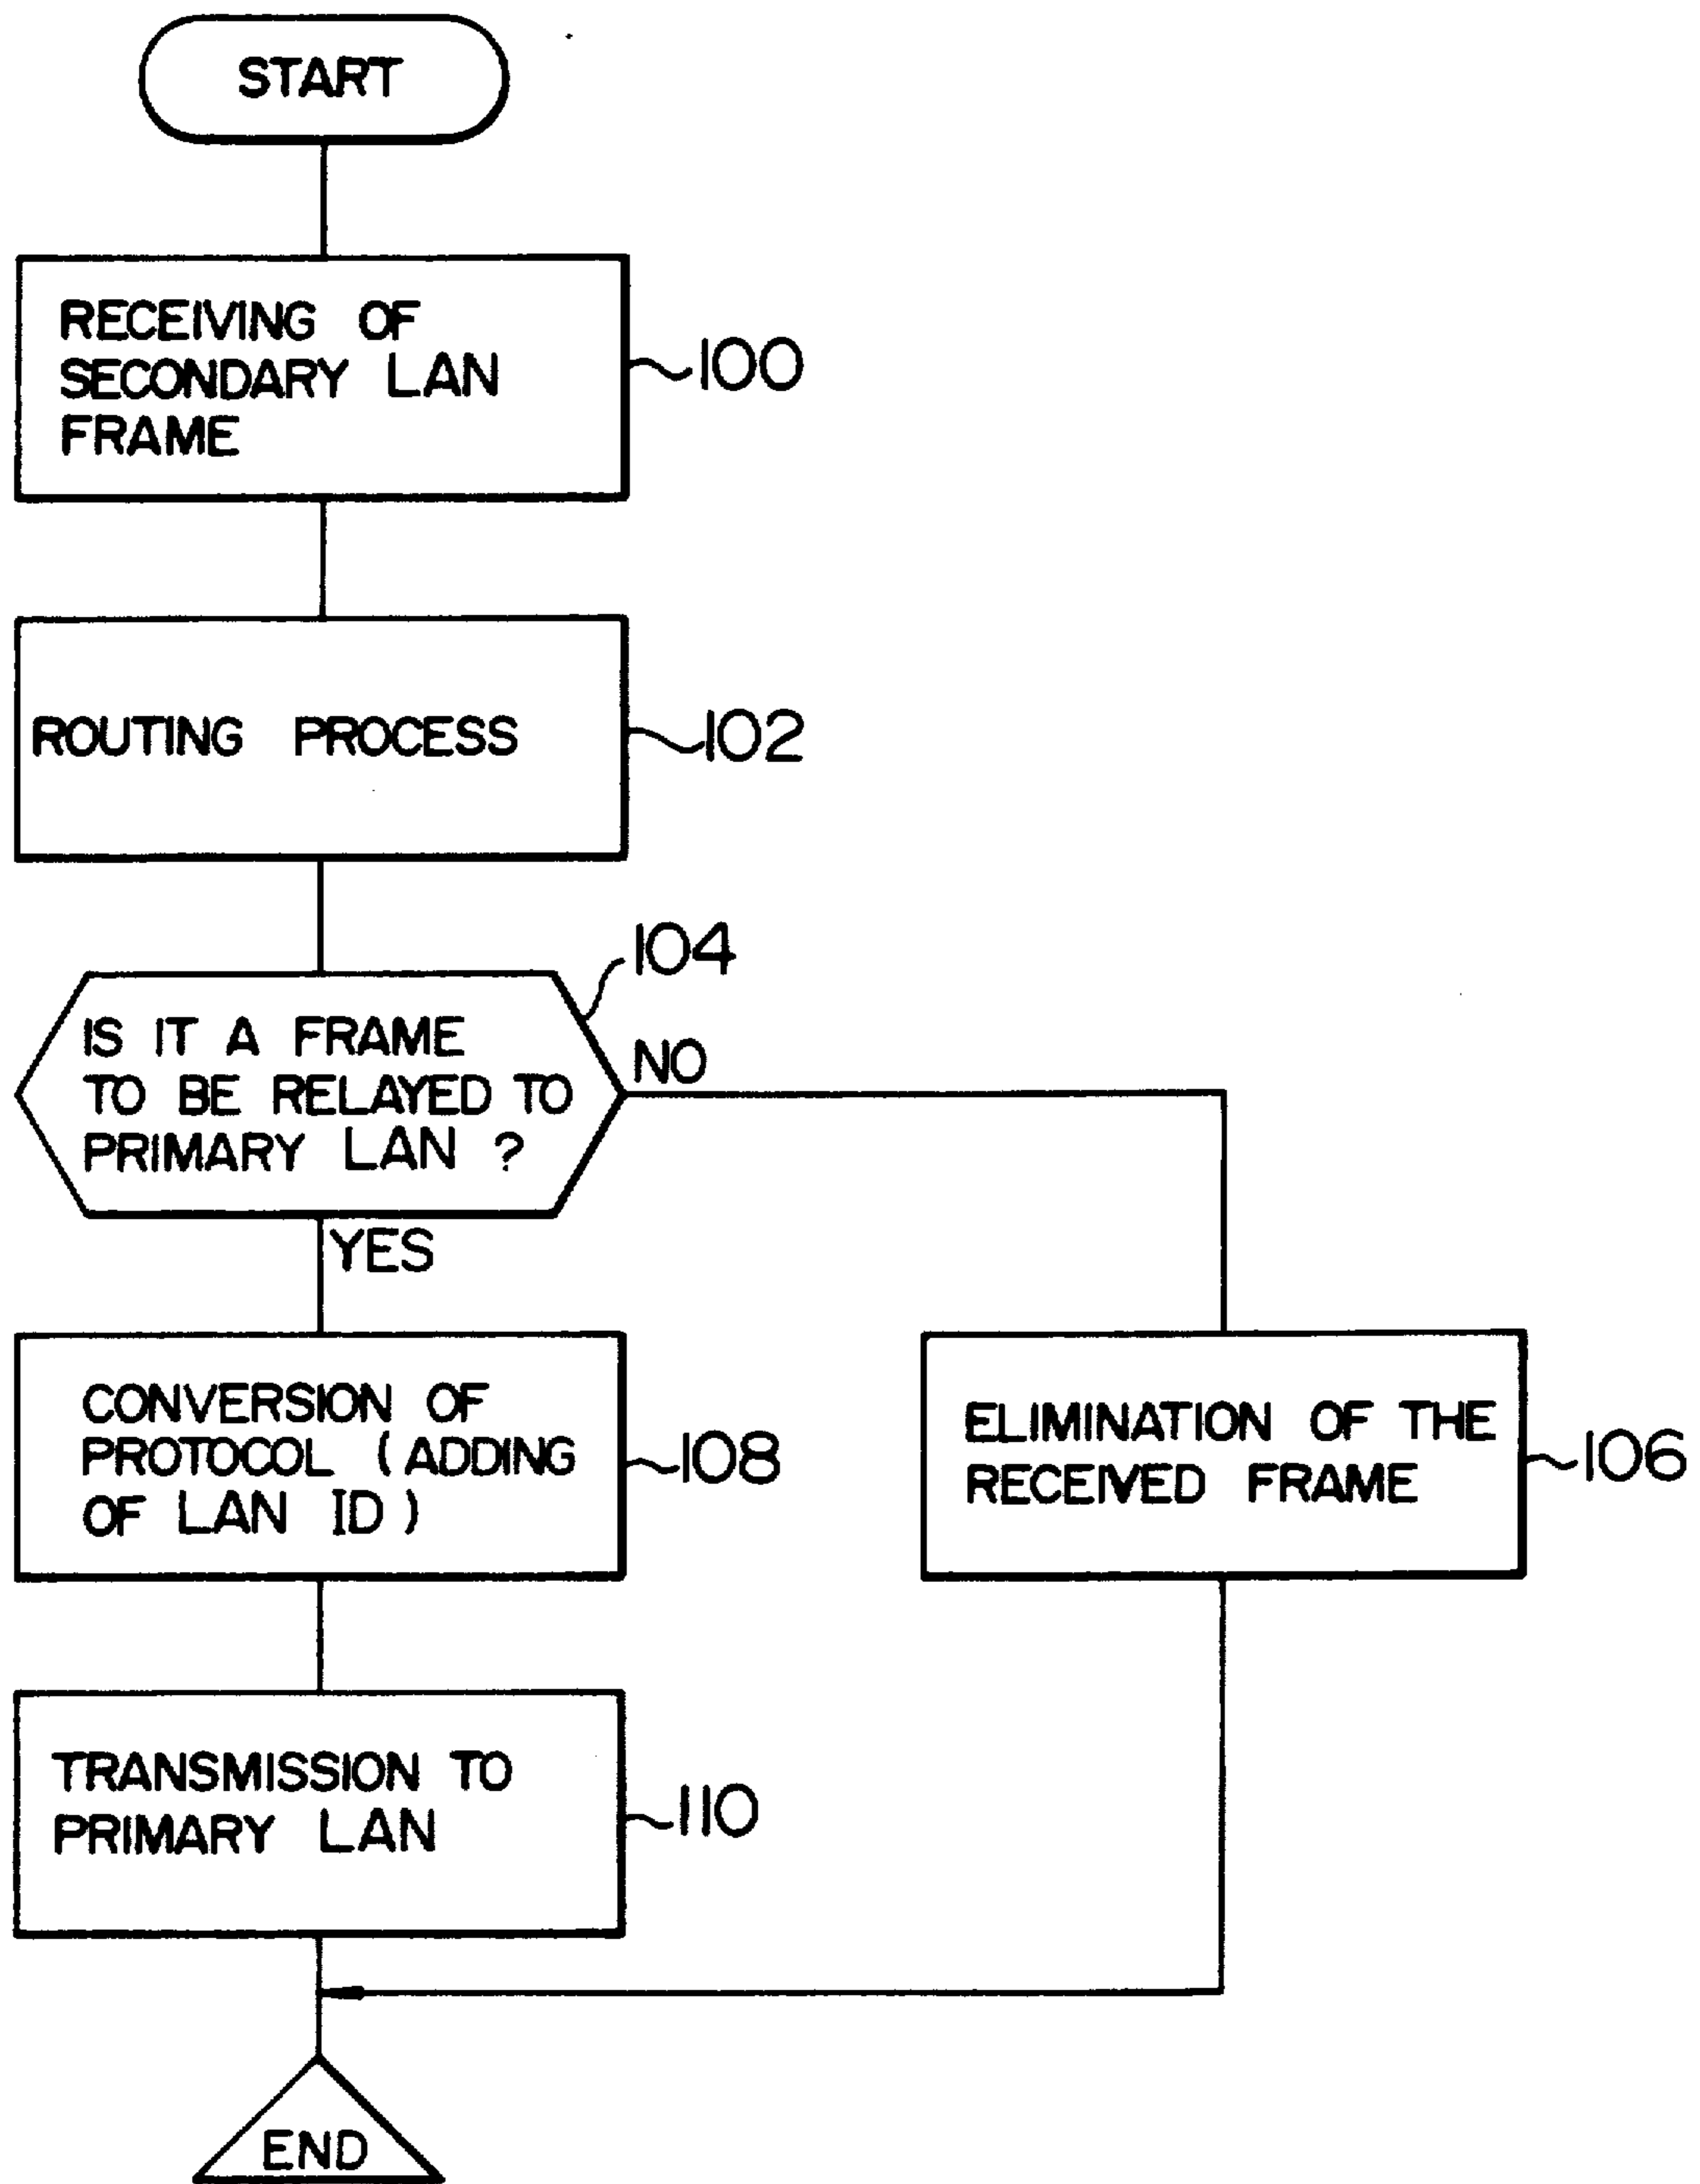 START
RECEIVING OF
SECONDARY LAN
FRAME
100
ROUTING PROCESS
102
104
IS IT A FRAME
TO BE RELAYED TO
PRIMARY LAN ?
NO
YES
CONVERSION OF
PROTOCOL ( ADDING
OF LAN ID )
108
ELIMINATION OF THE
RECEIVED FRAME
106
TRANSMISSION TO
PRIMARY LAN
110
END